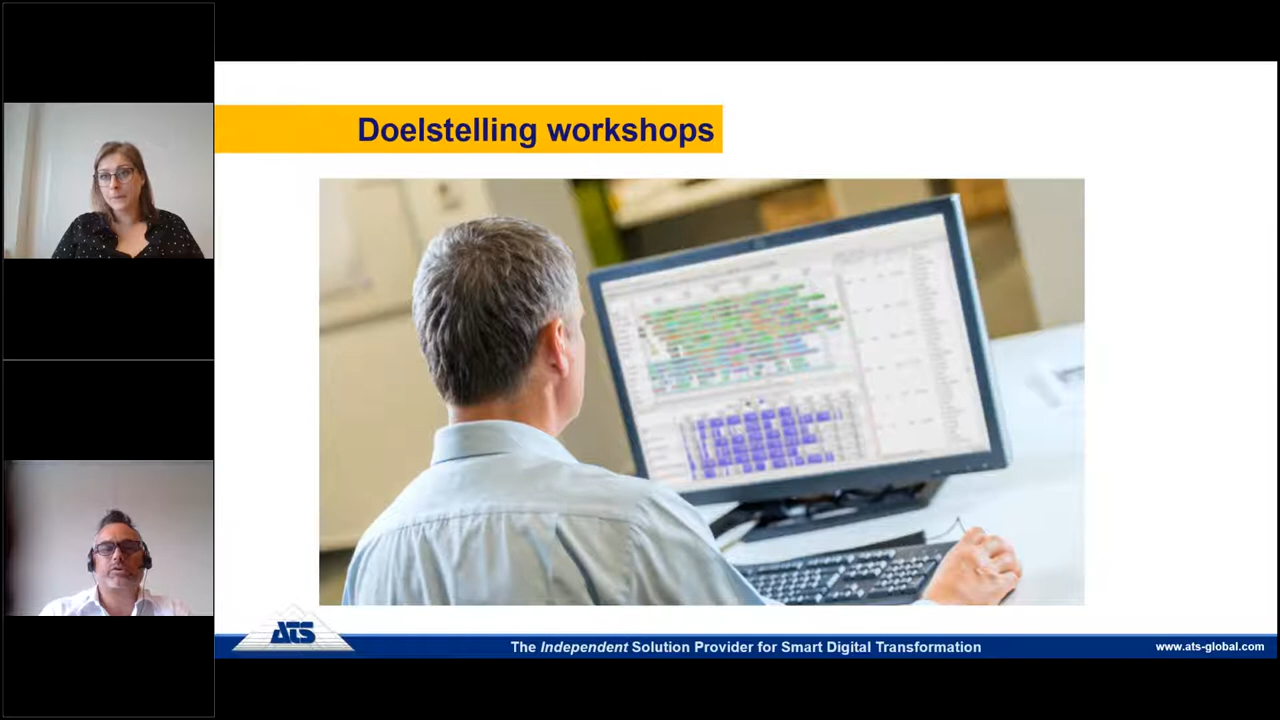 Doelstelling workshops
ATS
The Independent Solution Provider for Smart Digital Transformation
www.ats-global.com